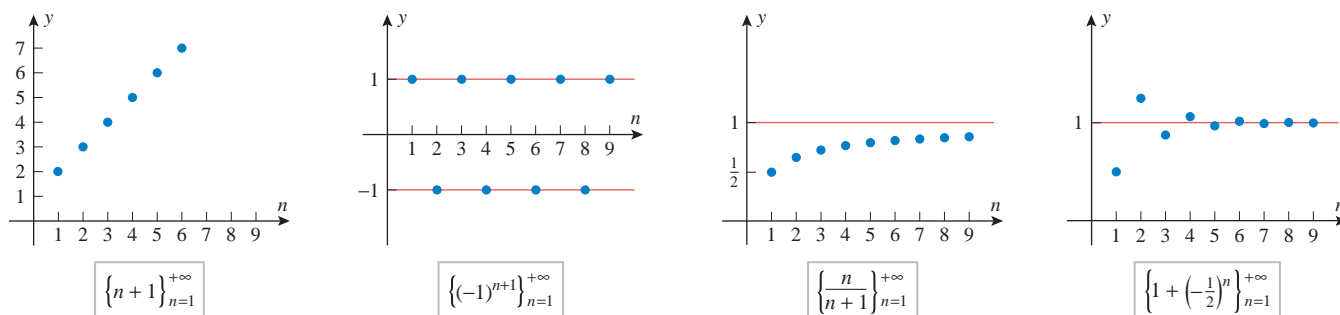 y
7
6
5
4
3
2
1
n
1 2 3 4 5 6 7 8 9
{n + 1}_{n=1}^{+∞}
y
1
n
1 2 3 4 5 6 7 8 9
−1
{(−1)^{n+1}}_{n=1}^{+∞}
y
1
1/2
n
1 2 3 4 5 6 7 8 9
{n/(n + 1)}_{n=1}^{+∞}
y
1
n
1 2 3 4 5 6 7 8 9
{1 + (−1/2)^n}_{n=1}^{+∞}